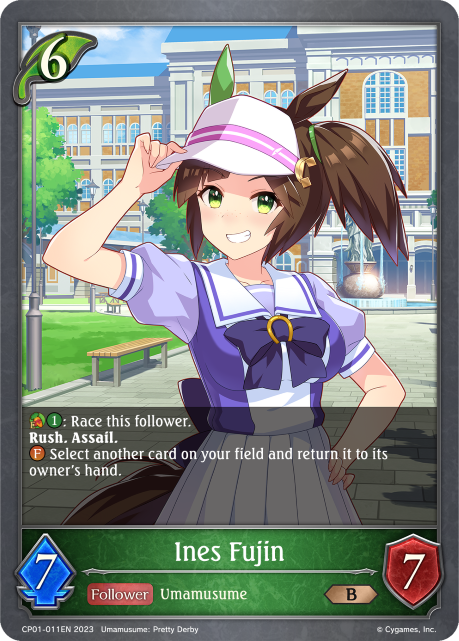 6
1: Race this follower.
Rush. Assail.
F Select another card on your field and return it to its
owner's hand.
Ines Fujin
7
Follower Umamusume
B
7
CP01-011EN 2023 Umamusume: Pretty Derby
© Cygames, Inc.